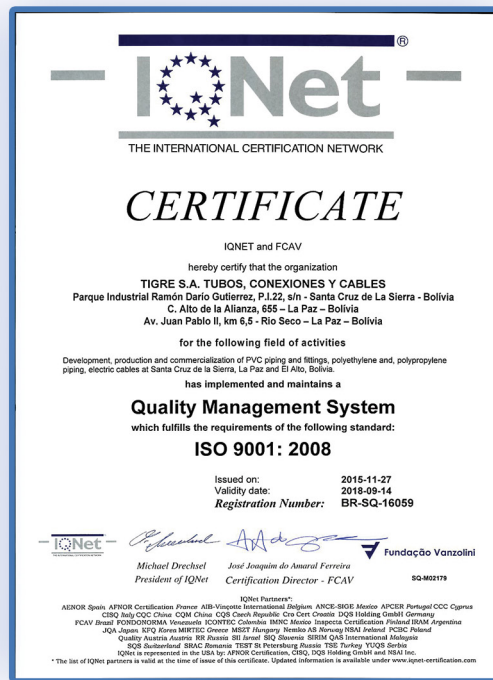 IQNet ®
THE INTERNATIONAL CERTIFICATION NETWORK
CERTIFICATE
IQNET and FCAV
hereby certify that the organization
TIGRE S.A. TUBOS, CONEXIONES Y CABLES
Parque Industrial Ramón Darío Gutierrez, P.I.22, s/n - Santa Cruz de La Sierra - Bolívia
C. Alto de la Alianza, 655 – La Paz – Bolívia
Av. Juan Pablo II, km 6,5 - Rio Seco – La Paz – Bolívia
for the following field of activities
Development, production and commercialization of PVC piping and fittings, polyethylene and, polypropylene
piping, electric cables at Santa Cruz de la Sierra, La Paz and El Alto, Bolivia.
has implemented and maintains a
Quality Management System
which fulfills the requirements of the following standard:
ISO 9001: 2008
Issued on: 2015-11-27
Validity date: 2018-09-14
Registration Number: BR-SQ-16059
IQNet
Fundação Vanzolini
Michael Drechsel José Joaquim do Amaral Ferreira
President of IQNet Certification Director - FCAV SQ-M02179
IQNet Partners*:
AENOR Spain AFNOR Certification France AIB-Vinçotte International Belgium ANCE-SIGE Mexico APCER Portugal CCC Cyprus
CISQ Italy CQC China CQM China CQS Czech Republic Cro Cert Croatia DQS Holding GmbH Germany
FCAV Brazil FONDONORMA Venezuela ICONTEC Colombia IMNC Mexico Inspecta Certification Finland IRAM Argentina
JQA Japan KFQ Korea MIRTEC Greece MSZT Hungary Nemko AS Norway NSAI Ireland PCBC Poland
Quality Austria Austria RR Russia SII Israel SIQ Slovenia SIRIM QAS International Malaysia
SQS Switzerland SRAC Romania TEST St Petersburg Russia TSE Turkey YUQS Serbia
IQNet is represented in the USA by: AFNOR Certification, CISQ, DQS Holding GmbH and NSAI Inc.
* The list of IQNet partners is valid at the time of issue of this certificate. Updated information is available under www.iqnet-certification.com